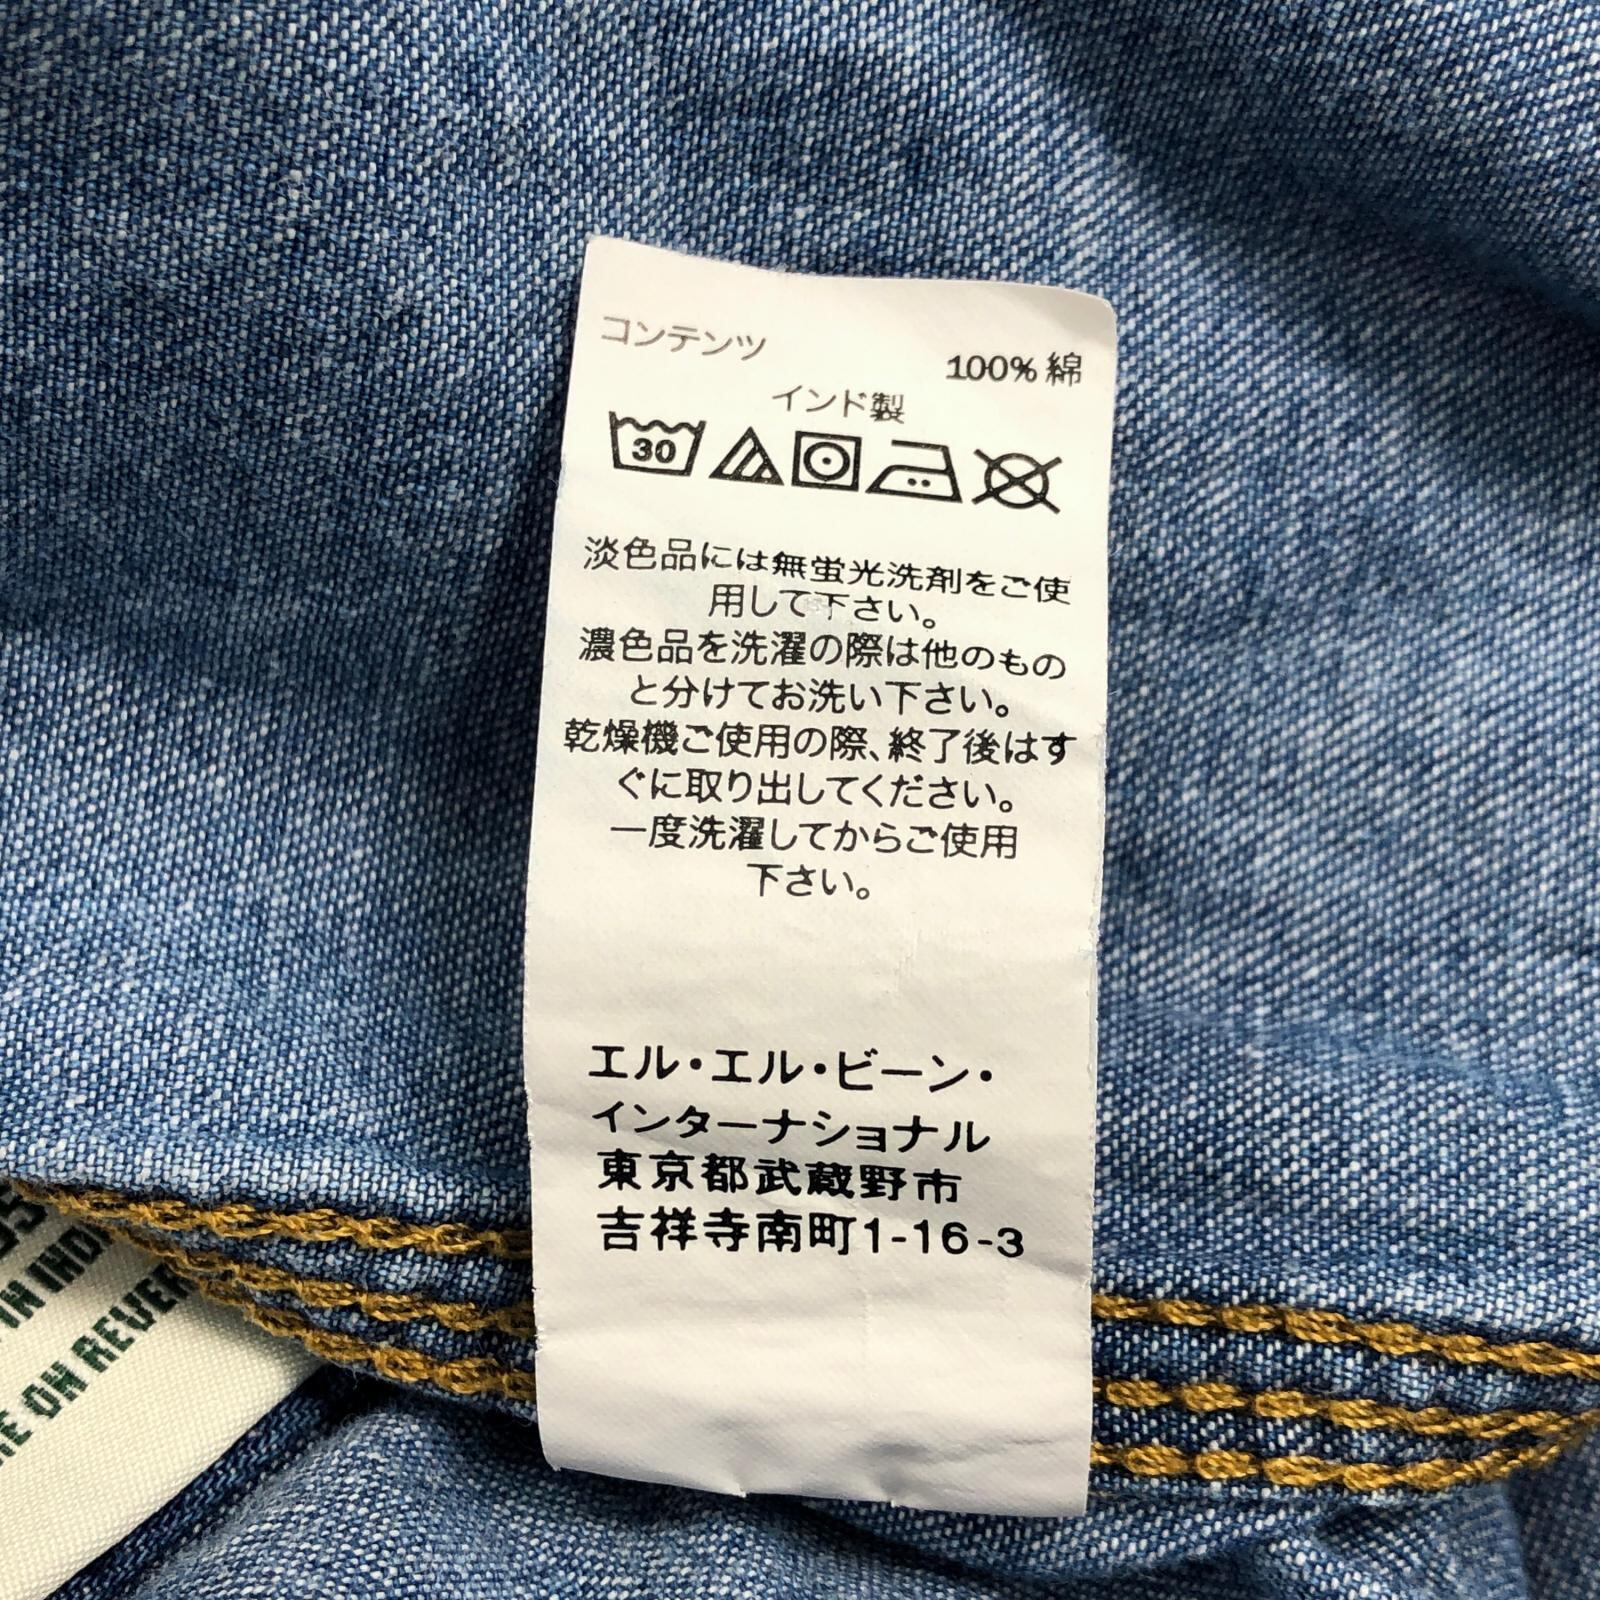 コンテンツ
100% 綿
インド製
30
淡色品には無蛍光洗剤をご使
用して下さい。
濃色品を洗濯の際は他のもの
と分けてお洗い下さい。
乾燥機ご使用の際、終了後はす
ぐに取り出してください。
一度洗濯してからご使用
下さい。
エル・エル・ビーン・
インターナショナル
東京都武蔵野市
吉祥寺南町1-16-3
IN IND
ON REVER